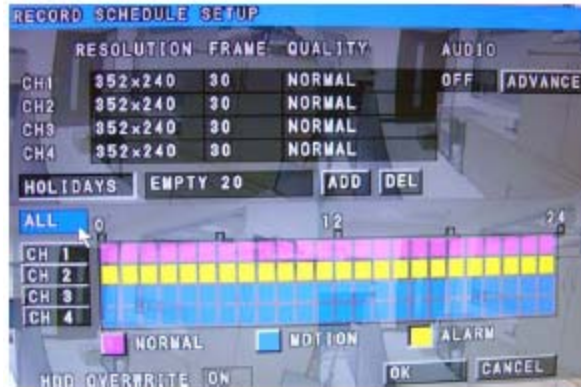 RECORD SCHEDULE SETUP
RESOLUTION FRAME QUALITY AUDIO
CH1 352x240 30 NORMAL OFF ADVANCE
CH2 352x240 30 NORMAL
CH3 352x240 30 NORMAL
CH4 352x240 30 NORMAL
HOLIDAYS EMPTY 20 ADD DEL
ALL 0 12 24
CH 1
CH 2
CH 3
CH 4
NORMAL MOTION ALARM
HDD OVERWRITE ON OK CANCEL